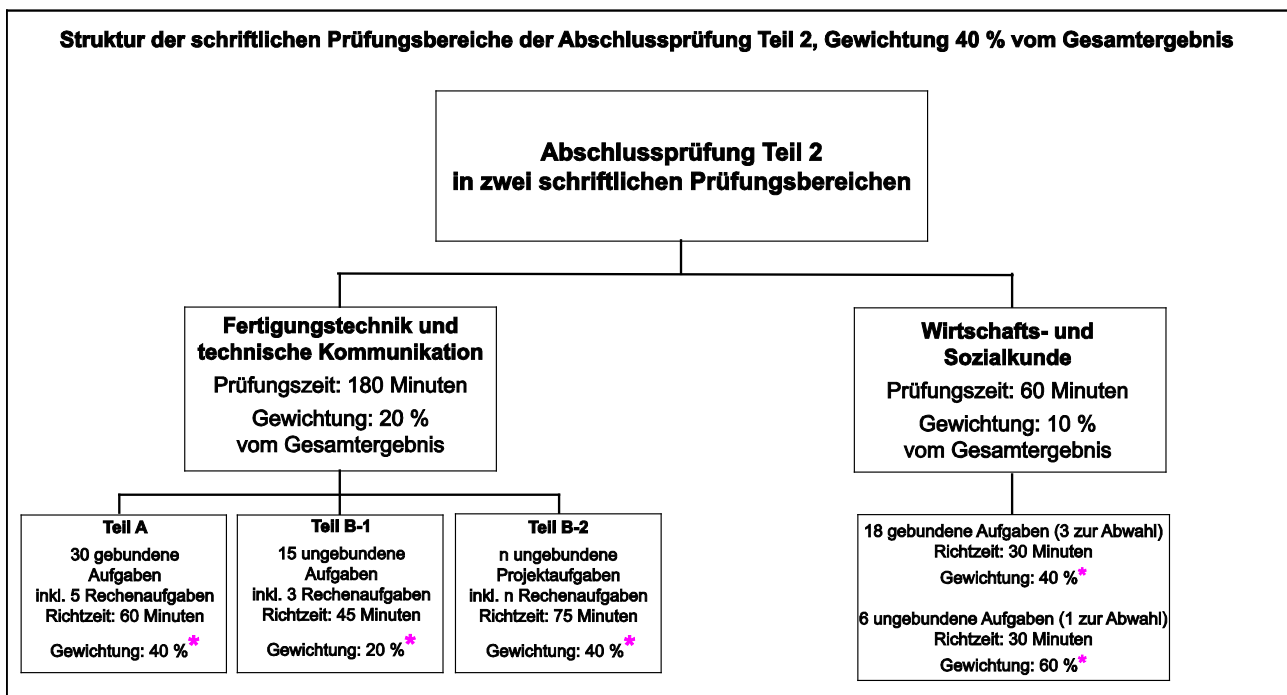 Struktur der schriftlichen Prüfungsbereiche der Abschlussprüfung Teil 2, Gewichtung 40 % vom Gesamtergebnis
Abschlussprüfung Teil 2
in zwei schriftlichen Prüfungsbereichen
Fertigungstechnik und
technische Kommunikation
Prüfungszeit: 180 Minuten
Gewichtung: 20 %
vom Gesamtergebnis
Wirtschafts- und
Sozialkunde
Prüfungszeit: 60 Minuten
Gewichtung: 10 %
vom Gesamtergebnis
Teil A
30 gebundene
Aufgaben
inkl. 5 Rechenaufgaben
Richtzeit: 60 Minuten
Gewichtung: 40 %*
Teil B-1
15 ungebundene
Aufgaben
inkl. 3 Rechenaufgaben
Richtzeit: 45 Minuten
Gewichtung: 20 %*
Teil B-2
n ungebundene
Projektaufgaben
inkl. n Rechenaufgaben
Richtzeit: 75 Minuten
Gewichtung: 40 %*
18 gebundene Aufgaben (3 zur Abwahl)
Richtzeit: 30 Minuten
Gewichtung: 40 %*
6 ungebundene Aufgaben (1 zur Abwahl)
Richtzeit: 30 Minuten
Gewichtung: 60 %*